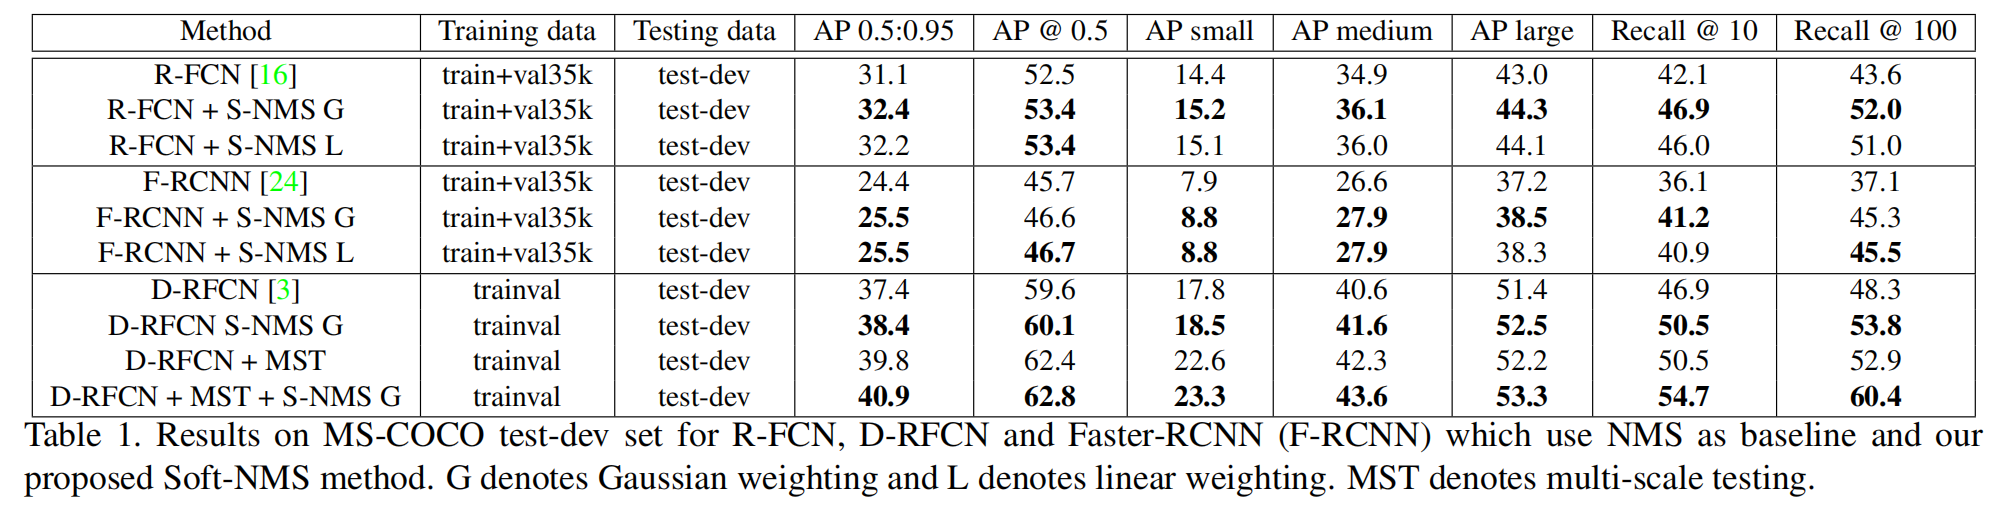 Method Training data Testing data AP 0.5:0.95 AP @ 0.5 AP small AP medium AP large Recall @ 10 Recall @ 100
R-FCN [16] train+val35k test-dev 31.1 52.5 14.4 34.9 43.0 42.1 43.6
R-FCN + S-NMS G train+val35k test-dev 32.4 53.4 15.2 36.1 44.3 46.9 52.0
R-FCN + S-NMS L train+val35k test-dev 32.2 53.4 15.1 36.0 44.1 46.0 51.0
F-RCNN [24] train+val35k test-dev 24.4 45.7 7.9 26.6 37.2 36.1 37.1
F-RCNN + S-NMS G train+val35k test-dev 25.5 46.6 8.8 27.9 38.5 41.2 45.3
F-RCNN + S-NMS L train+val35k test-dev 25.5 46.7 8.8 27.9 38.3 40.9 45.5
D-RFCN [3] trainval test-dev 37.4 59.6 17.8 40.6 51.4 46.9 48.3
D-RFCN S-NMS G trainval test-dev 38.4 60.1 18.5 41.6 52.5 50.5 53.8
D-RFCN + MST trainval test-dev 39.8 62.4 22.6 42.3 52.2 50.5 52.9
D-RFCN + MST + S-NMS G trainval test-dev 40.9 62.8 23.3 43.6 53.3 54.7 60.4
Table 1. Results on MS-COCO test-dev set for R-FCN, D-RFCN and Faster-RCNN (F-RCNN) which use NMS as baseline and our
proposed Soft-NMS method. G denotes Gaussian weighting and L denotes linear weighting. MST denotes multi-scale testing.